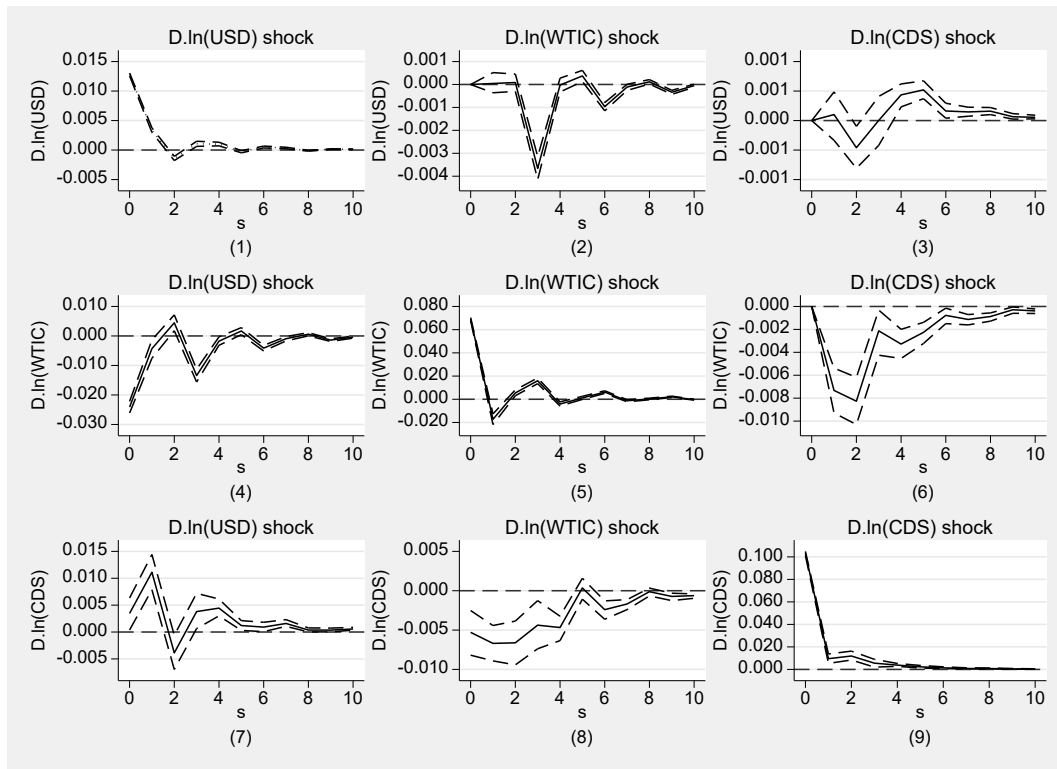 D.ln(USD) shock
D.ln(USD)
0.015
0.010
0.005
0.000
-0.005
0 2 4 6 8 10
s
(1)
D.ln(WTIC) shock
D.ln(USD)
0.001
0.000
-0.001
-0.002
-0.003
-0.004
0 2 4 6 8 10
s
(2)
D.ln(CDS) shock
D.ln(USD)
0.001
0.001
0.000
-0.001
-0.001
0 2 4 6 8 10
s
(3)
D.ln(USD) shock
D.ln(WTIC)
0.010
0.000
-0.010
-0.020
-0.030
0 2 4 6 8 10
s
(4)
D.ln(WTIC) shock
D.ln(WTIC)
0.080
0.060
0.040
0.020
0.000
-0.020
0 2 4 6 8 10
s
(5)
D.ln(CDS) shock
D.ln(WTIC)
0.000
-0.002
-0.004
-0.006
-0.008
-0.010
0 2 4 6 8 10
s
(6)
D.ln(USD) shock
D.ln(CDS)
0.015
0.010
0.005
0.000
-0.005
0 2 4 6 8 10
s
(7)
D.ln(WTIC) shock
D.ln(CDS)
0.005
0.000
-0.005
-0.010
0 2 4 6 8 10
s
(8)
D.ln(CDS) shock
D.ln(CDS)
0.100
0.080
0.060
0.040
0.020
0.000
0 2 4 6 8 10
s
(9)